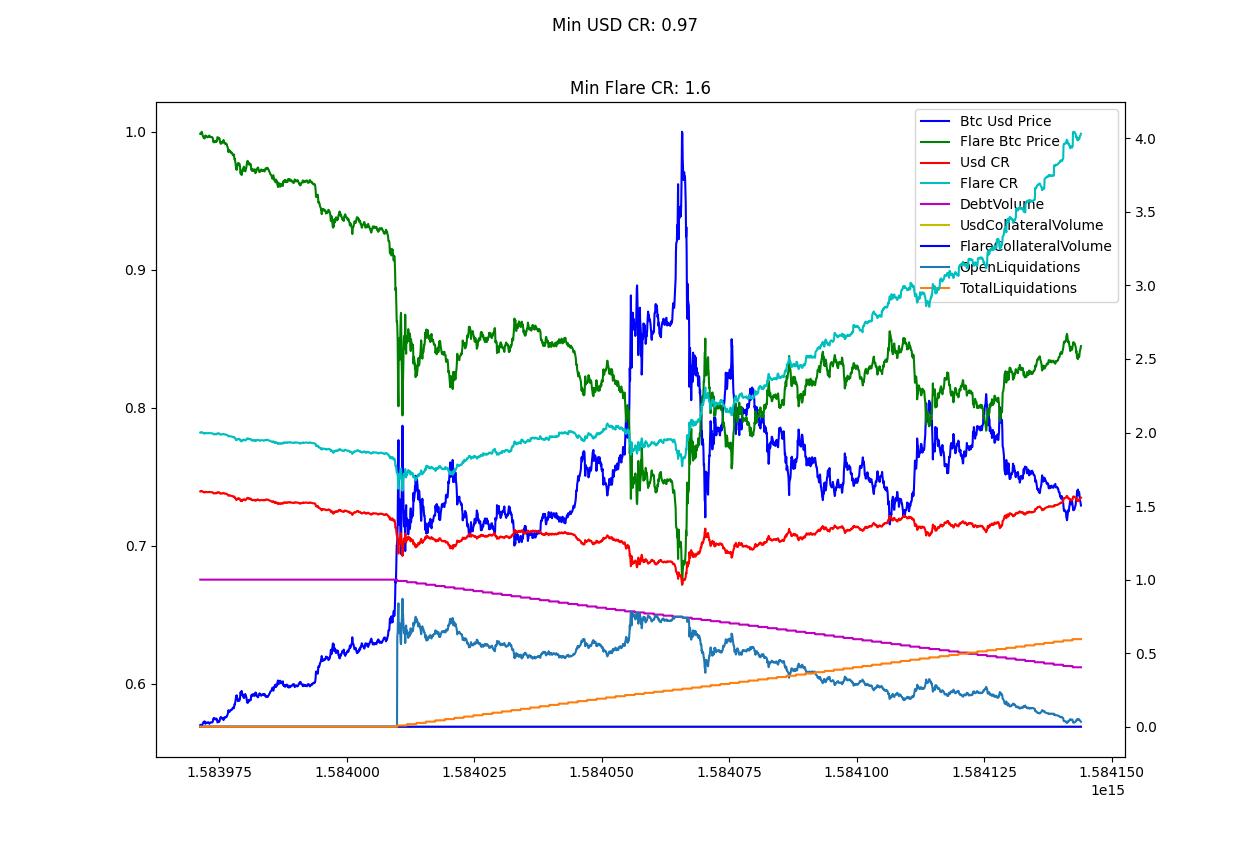 Min USD CR: 0.97
Min Flare CR: 1.6
Btc Usd Price
Flare Btc Price
Usd CR
Flare CR
DebtVolume
UsdCollateralVolume
FlareCollateralVolume
OpenLiquidations
TotalLiquidations
1.0
0.9
0.8
0.7
0.6
4.0
3.5
3.0
2.5
2.0
1.5
1.0
0.5
0.0
1.583975 1.584000 1.584025 1.584050 1.584075 1.584100 1.584125 1.584150
1e15